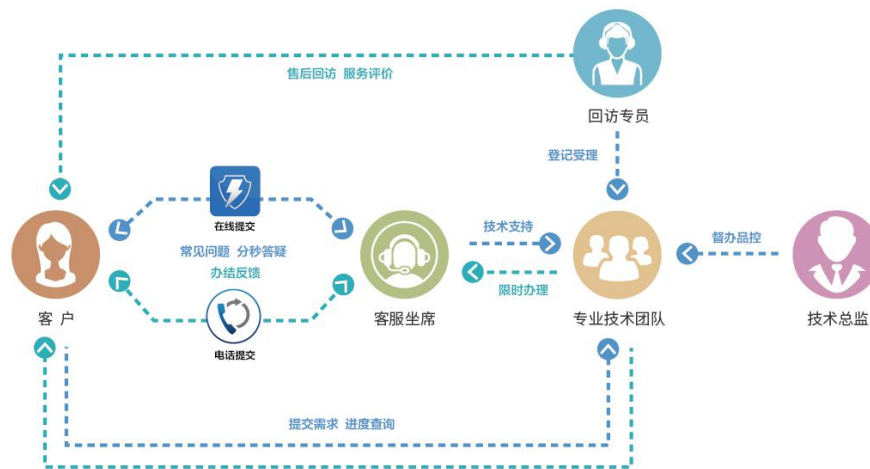 售后回访 服务评价
回访专员
登记受理
在线提交
常见问题 分秒答疑
办结反馈
技术支持
限时办理
督办品控
客户
电话提交
客服坐席
专业技术团队
技术总监
提交需求 进度查询